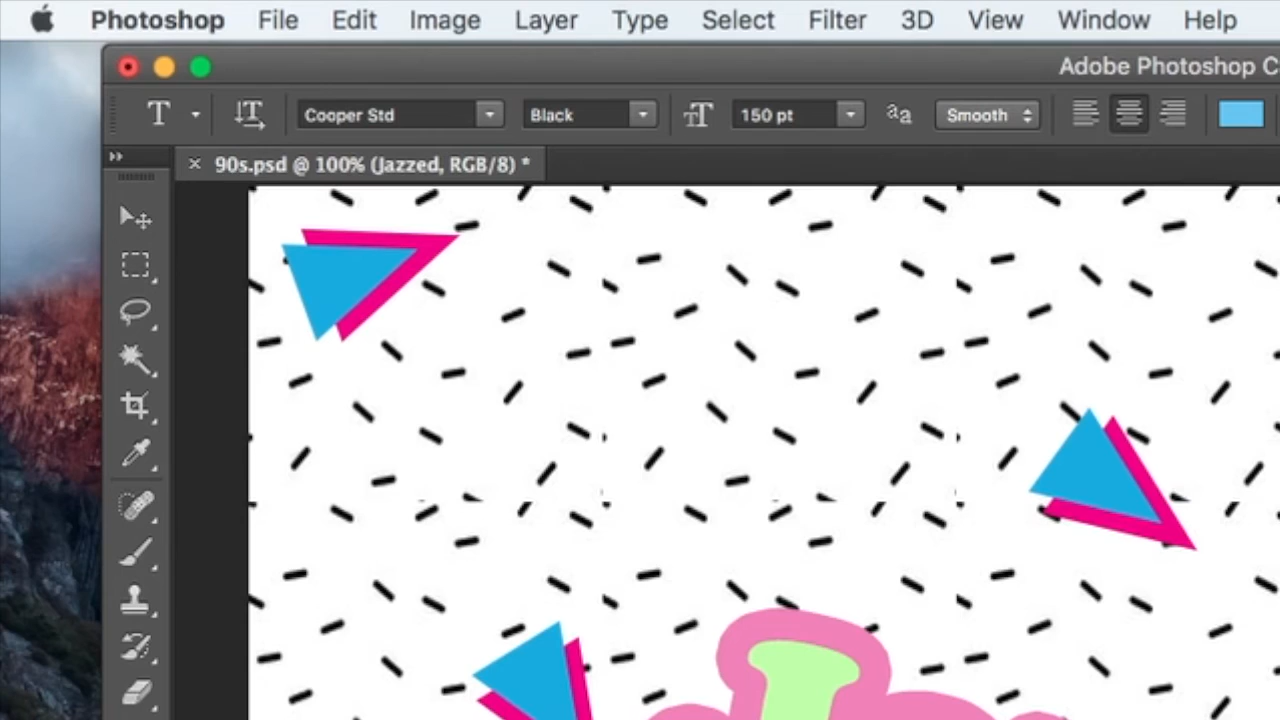 Photoshop File Edit Image Layer Type Select Filter 3D View Window Help
Adobe Photoshop C
T Cooper Std Black 150 pt aa Smooth
90s.psd @ 100% (Jazzed, RGB/8) *